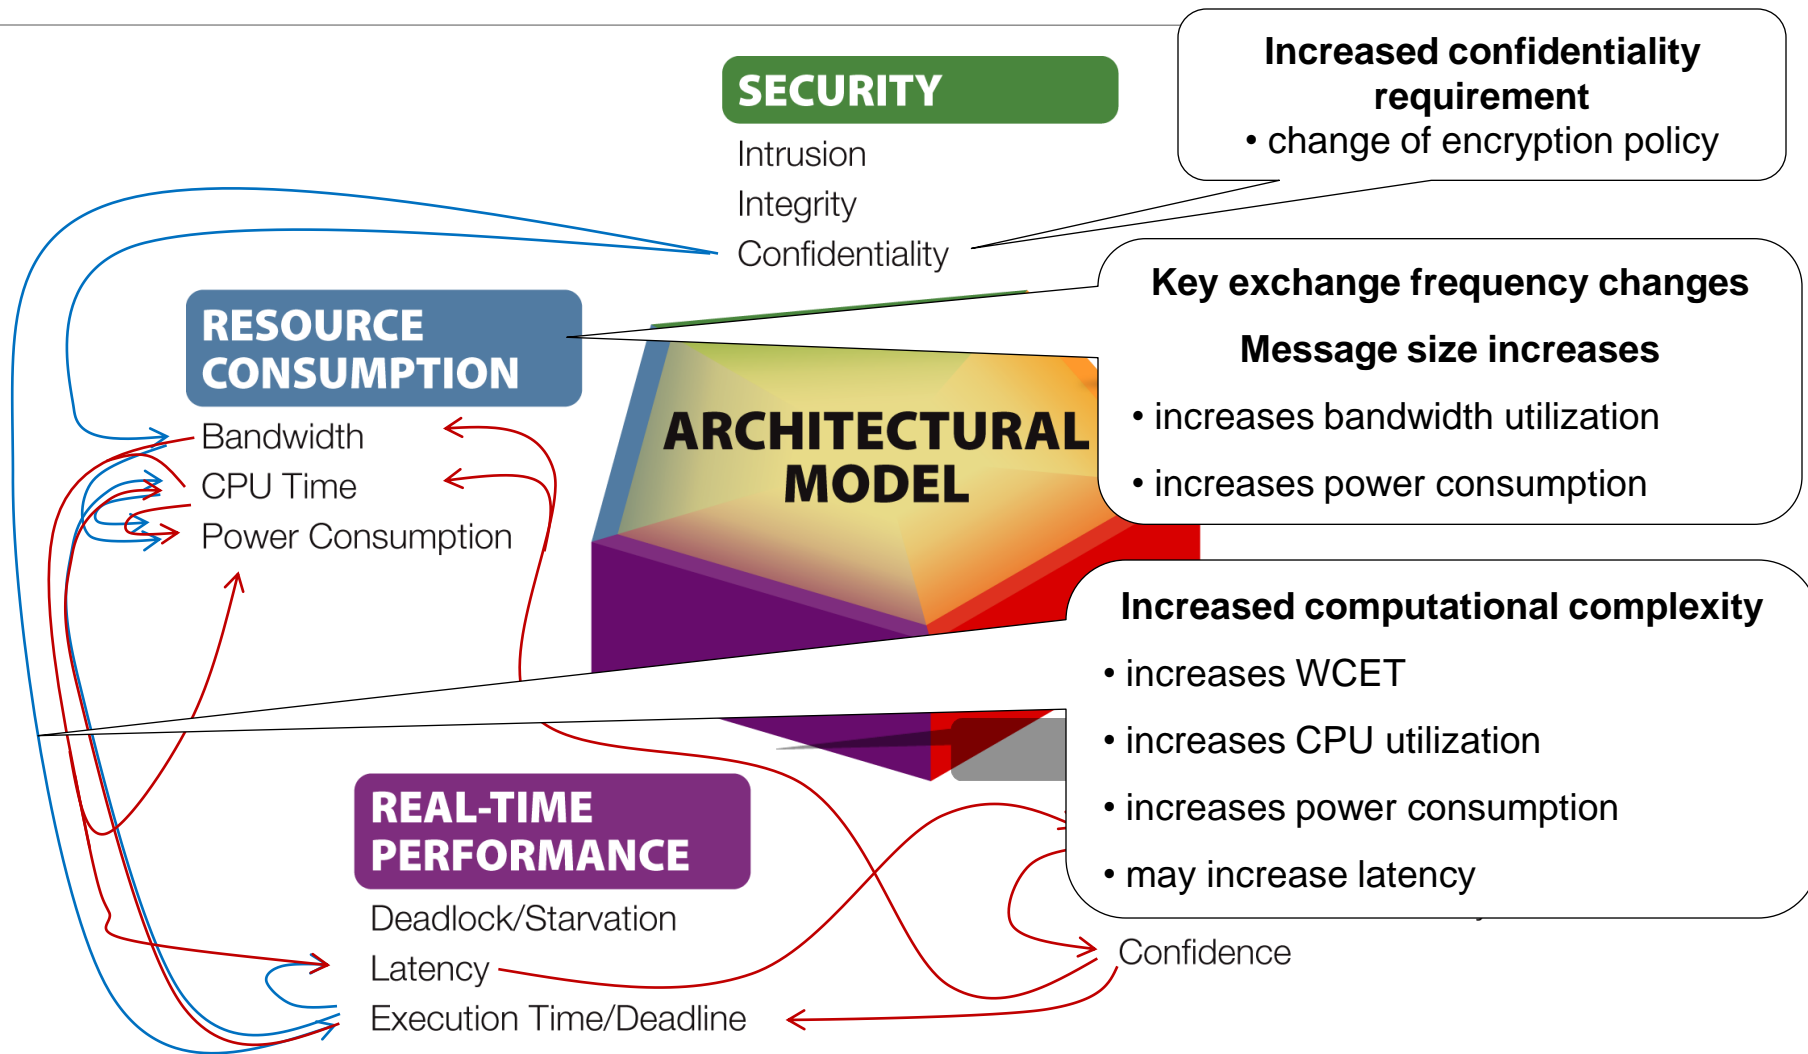 SECURITY
Intrusion
Integrity
Confidentiality
Increased confidentiality
requirement
• change of encryption policy
RESOURCE
CONSUMPTION
Bandwidth
CPU Time
Power Consumption
ARCHITECTURAL
MODEL
Key exchange frequency changes
Message size increases
• increases bandwidth utilization
• increases power consumption
Increased computational complexity
• increases WCET
• increases CPU utilization
• increases power consumption
• may increase latency
REAL-TIME
PERFORMANCE
Deadlock/Starvation
Latency
Execution Time/Deadline
Confidence